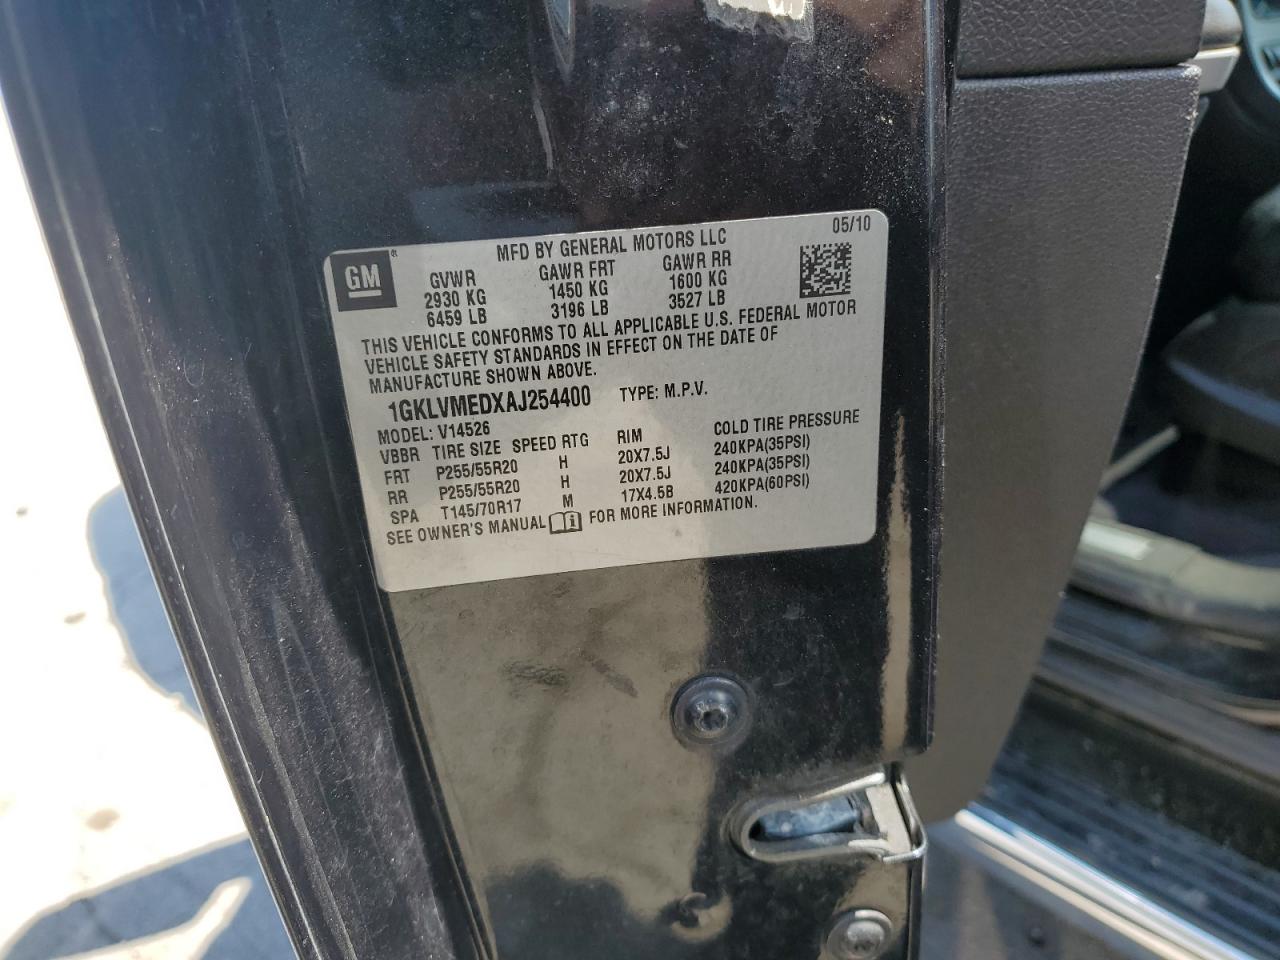 GM®
MFD BY GENERAL MOTORS LLC 05/10
GVWR GAWR FRT GAWR RR
2930 KG 1450 KG 1600 KG
6459 LB 3196 LB 3527 LB
THIS VEHICLE CONFORMS TO ALL APPLICABLE U.S. FEDERAL MOTOR
VEHICLE SAFETY STANDARDS IN EFFECT ON THE DATE OF
MANUFACTURE SHOWN ABOVE.
1GKLVMEDXAJ254400 TYPE: M.P.V.
MODEL: V14526
VBBR TIRE SIZE SPEED RTG RIM COLD TIRE PRESSURE
FRT P255/55R20 H 20X7.5J 240KPA(35PSI)
RR P255/55R20 H 20X7.5J 240KPA(35PSI)
SPA T145/70R17 M 17X4.5B 420KPA(60PSI)
SEE OWNER'S MANUAL FOR MORE INFORMATION.